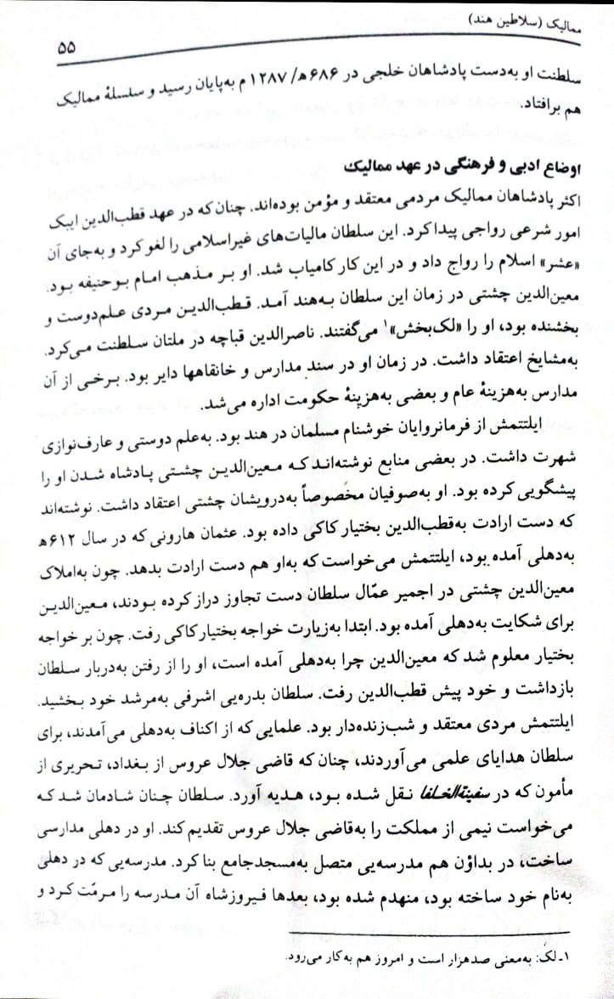 ممالیک (سلاطین هند)
۵۵
سلطنت او به‌دست پادشاهان خلجی در ۶۸۶ه‍/ ۱۲۸۷م به‌پایان رسید و سلسلهٔ ممالیک
هم برافتاد.
اوضاع ادبی و فرهنگی در عهد ممالیک
اکثر پادشاهان ممالیک مردمی معتقد و مؤمن بوده‌اند. چنان‌که در عهد قطب‌الدین ایبک
امور شرعی رواجی پیدا کرد. این سلطان مالیات‌های غیراسلامی را لغو کرد و به‌جای آن
«عشر» اسلام را رواج داد و در این کار کامیاب شد. او بر مذهب امام بوحنیفه بود.
معین‌الدین چشتی در زمان این سلطان به‌هند آمد. قطب‌الدین مردی علم‌دوست و
بخشنده بود، او را «لک‌بخش»۱ می‌گفتند. ناصرالدین قباچه در ملتان سلطنت می‌کرد.
به‌مشایخ اعتقاد داشت. در زمان او در سند مدارس و خانقاهها دایر بود. برخی از آن
مدارس به‌هزینهٔ عام و بعضی به‌هزینهٔ حکومت اداره می‌شد.
ایلتتمش از فرمانروایان خوشنام مسلمان در هند بود. به‌علم دوستی و عارف‌نوازی
شهرت داشت. در بعضی منابع نوشته‌اند که معین‌الدین چشتی پادشاه شدن او را
پیشگویی کرده بود. او به‌صوفیان مخصوصاً به‌درویشان چشتی اعتقاد داشت. نوشته‌اند
که دست ارادت به‌قطب‌الدین بختیار کاکی داده بود. عثمان هارونی که در سال ۶۱۲ه‍
به‌دهلی آمده بود، ایلتتمش می‌خواست که به‌او هم دست ارادت بدهد. چون به‌املاک
معین‌الدین چشتی در اجمیر عمّال سلطان دست تجاوز دراز کرده بودند، معین‌الدین
برای شکایت به‌دهلی آمده بود. ابتدا به‌زیارت خواجه بختیار کاکی رفت. چون بر خواجه
بختیار معلوم شد که معین‌الدین چرا به‌دهلی آمده است، او را از رفتن به‌دربار سلطان
بازداشت و خود پیش قطب‌الدین رفت. سلطان بدره‌یی اشرفی به‌مرشد خود بخشید.
ایلتتمش مردی معتقد و شب‌زنده‌دار بود. علمایی که از اکناف به‌دهلی می‌آمدند، برای
سلطان هدایای علمی می‌آوردند، چنان که قاضی جلال عروس از بغداد، تحریری از
مأمون که در سفینةالخلفا نقل شده بود، هدیه آورد. سلطان چنان شادمان شد که
می‌خواست نیمی از مملکت را به‌قاضی جلال عروس تقدیم کند. او در دهلی مدارسی
ساخت، در بداؤن هم مدرسه‌یی متصل به‌مسجدجامع بنا کرد. مدرسه‌یی که در دهلی
به‌نام خود ساخته بود، منهدم شده بود، بعدها فیروزشاه آن مدرسه را مرمّت کرد و
۱ـ لک: به‌معنی صدهزار است و امروز هم به‌کار می‌رود.